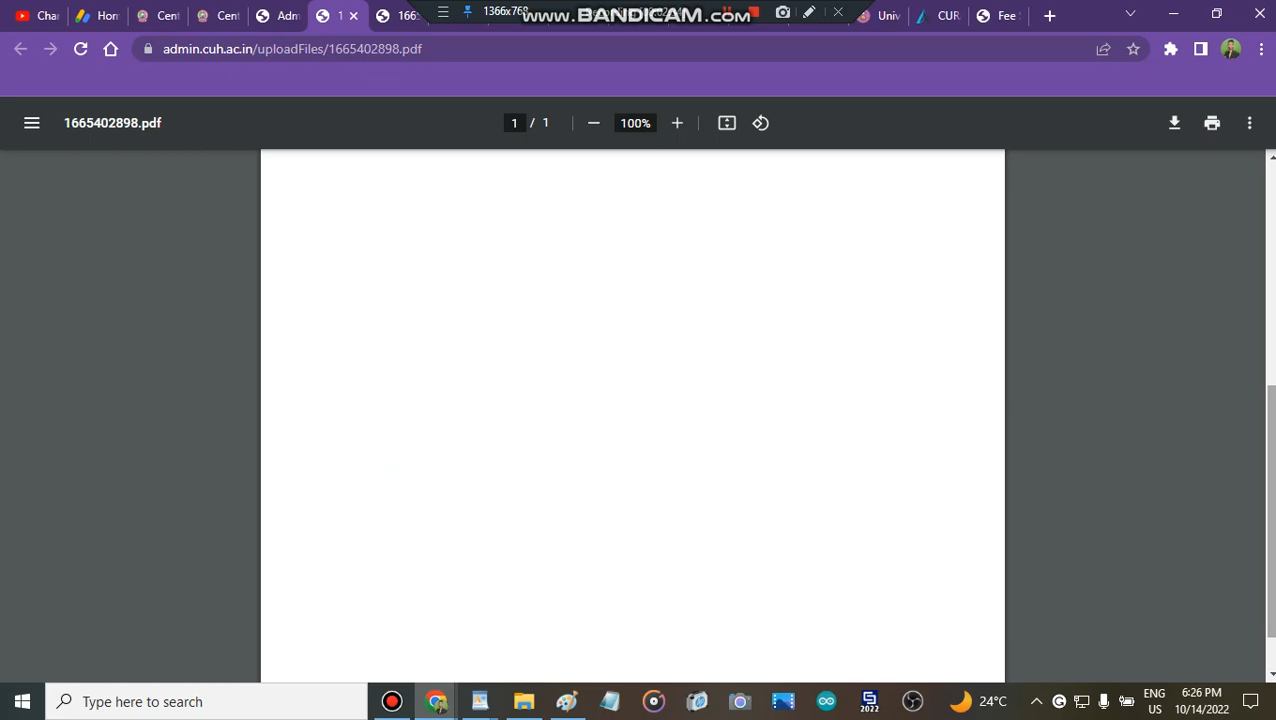 Cha
Hon
Cent
Cent
Adm
1
166
1366x768
www.BANDICAM.com
Univ
CUR
Fee
admin.cuh.ac.in/uploadFiles/1665402898.pdf
1665402898.pdf
1 / 1
100%
Type here to search
2022
24°C
ENG
US
6:26 PM
10/14/2022